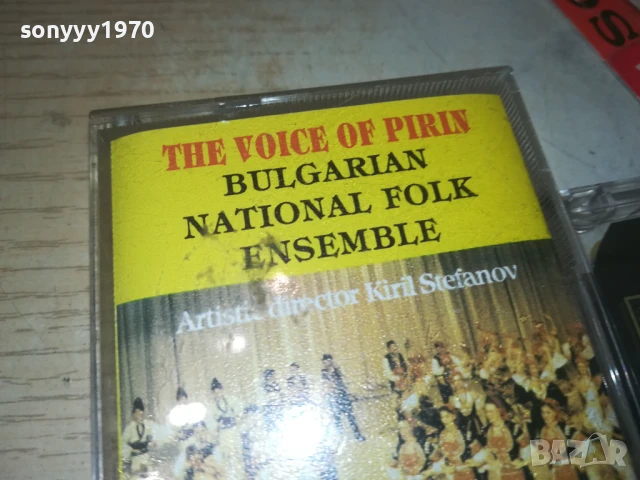 sonyyy1970
THE VOICE OF PIRIN
BULGARIAN
NATIONAL FOLK
ENSEMBLE
Artistic director Kiril Stefanov
BAZAR